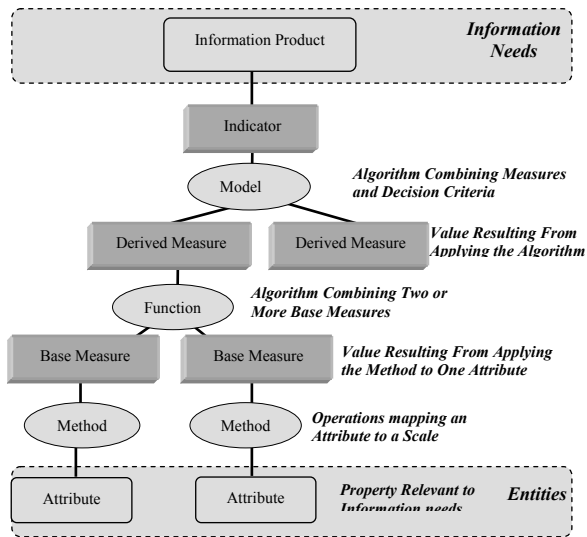 Information Product
Information
Needs
Indicator
Model
Algorithm Combining Measures
and Decision Criteria
Derived Measure
Derived Measure
Value Resulting From
Applying the Algorithm
Function
Algorithm Combining Two or
More Base Measures
Base Measure
Base Measure
Value Resulting From Applying
the Method to One Attribute
Method
Method
Operations mapping an
Attribute to a Scale
Attribute
Attribute
Property Relevant to
Information needs
Entities